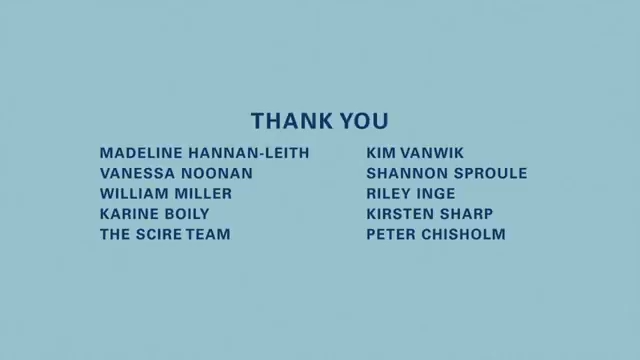 THANK YOU
MADELINE HANNAN-LEITH
VANESSA NOONAN
WILLIAM MILLER
KARINE BOILY
THE SCIRE TEAM
KIM VANWIK
SHANNON SPROULE
RILEY INGE
KIRSTEN SHARP
PETER CHISHOLM